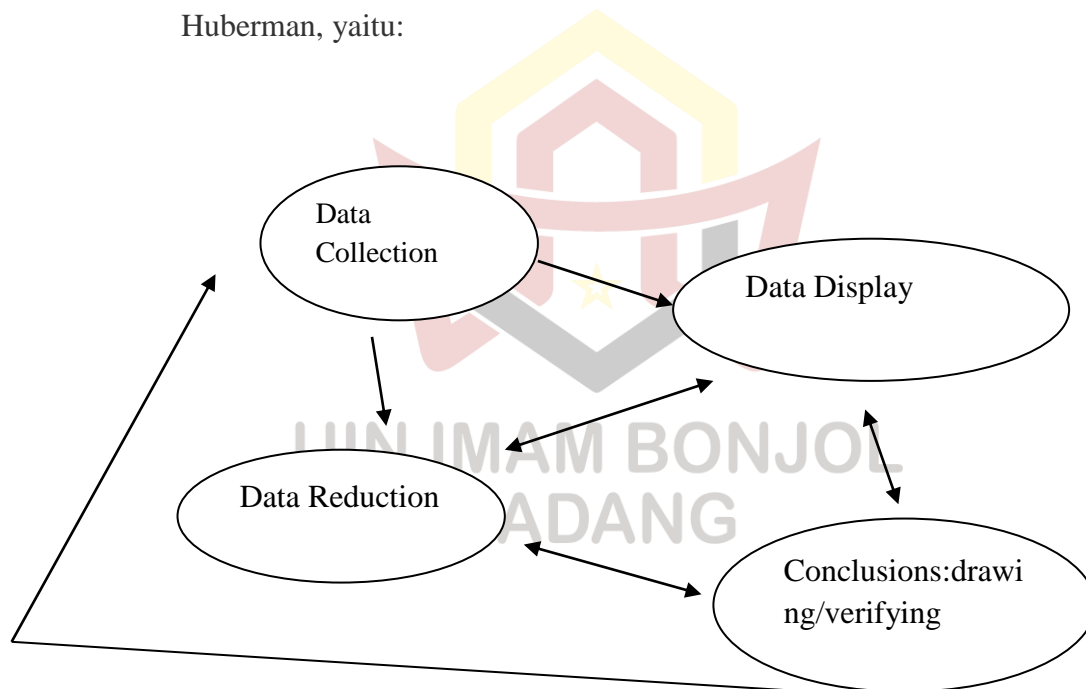 Huberman, yaitu:
Data
Collection
Data Display
UIN IMAM BONJOL
PADANG
Data Reduction
Conclusions:drawi
ng/verifying